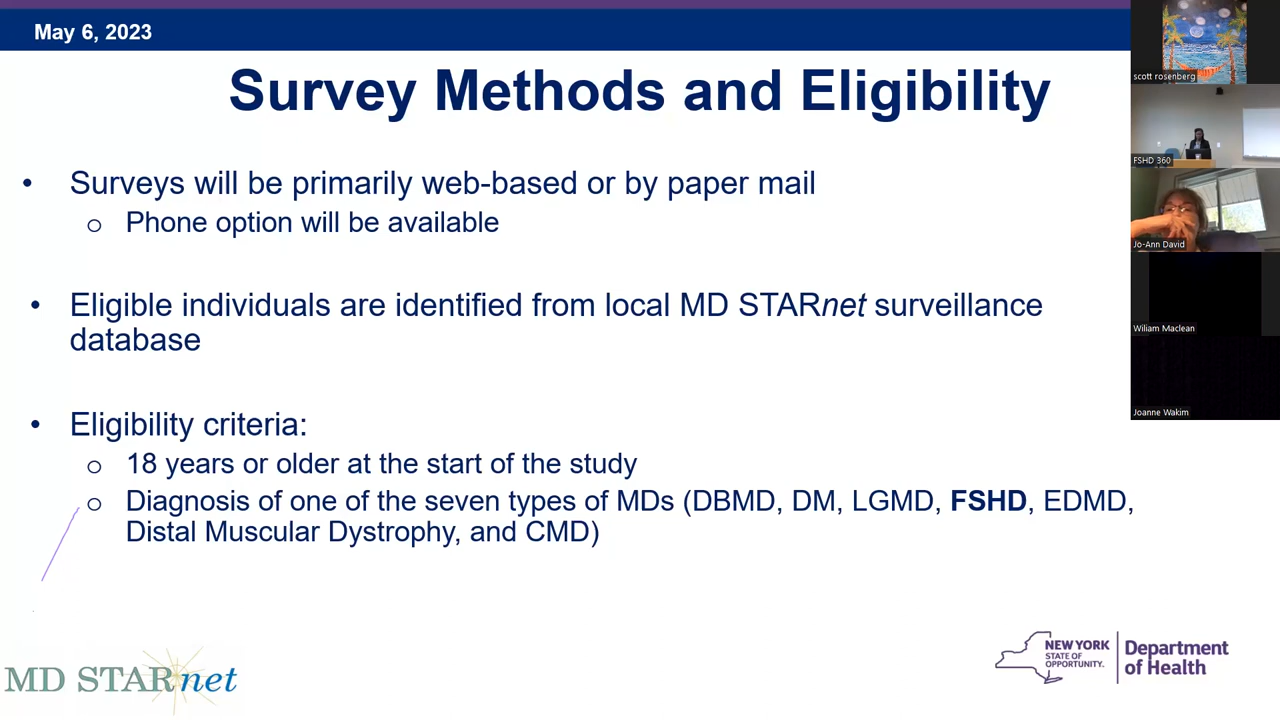 May 6, 2023
Survey Methods and Eligibility
• Surveys will be primarily web-based or by paper mail
o Phone option will be available
• Eligible individuals are identified from local MD STARnet surveillance
database
• Eligibility criteria:
o 18 years or older at the start of the study
o Diagnosis of one of the seven types of MDs (DBMD, DM, LGMD, FSHD, EDMD,
Distal Muscular Dystrophy, and CMD)
MD STARnet
NEW YORK
STATE OF
OPPORTUNITY.
Department
of Health
scott rosenberg
FSHD 360
Jo-Ann David
Wiliam Maclean
Joanne Wakim